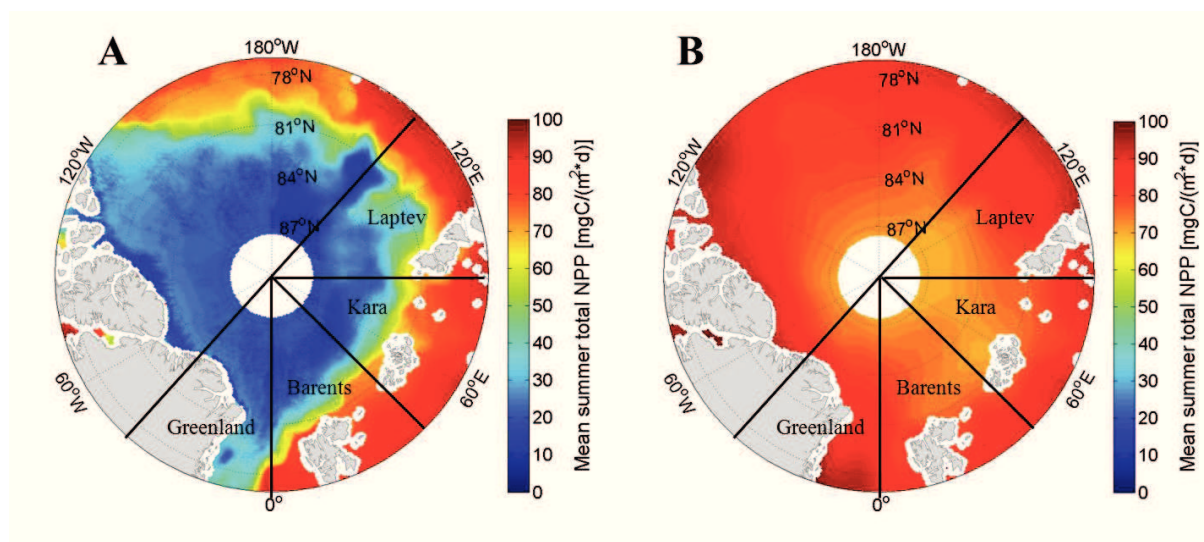 A
180°W
78°N
81°N
84°N
87°N
120°W
120°E
60°W
60°E
0°
Laptev
Kara
Barents
Greenland
100
90
80
70
60
50
40
30
20
10
0
Mean summer total NPP [mgC/(m²*d)]
B
180°W
78°N
81°N
84°N
87°N
120°W
120°E
60°W
60°E
0°
Laptev
Kara
Barents
Greenland
100
90
80
70
60
50
40
30
20
10
0
Mean summer total NPP [mgC/(m²*d)]